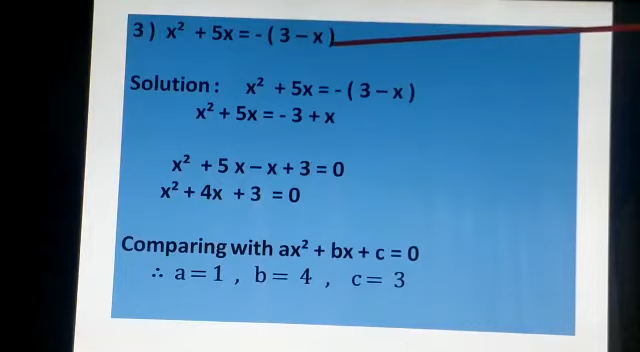 3) x² + 5x = - ( 3 – x )
Solution : x² + 5x = - ( 3 – x )
x² + 5x = - 3 + x
x² + 5 x – x + 3 = 0
x² + 4x + 3 = 0
Comparing with ax² + bx + c = 0
∴ a = 1 , b = 4 , c = 3